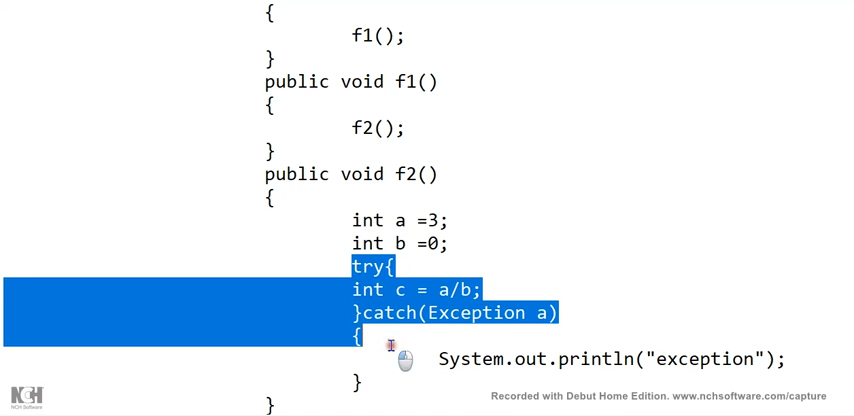 {
f1();
}
public void f1()
{
f2();
}
public void f2()
{
int a =3;
int b =0;
try{
int c = a/b;
}catch(Exception a)
{
System.out.println("exception");
}
}
NCH
NCH Software
Recorded with Debut Home Edition. www.nchsoftware.com/capture